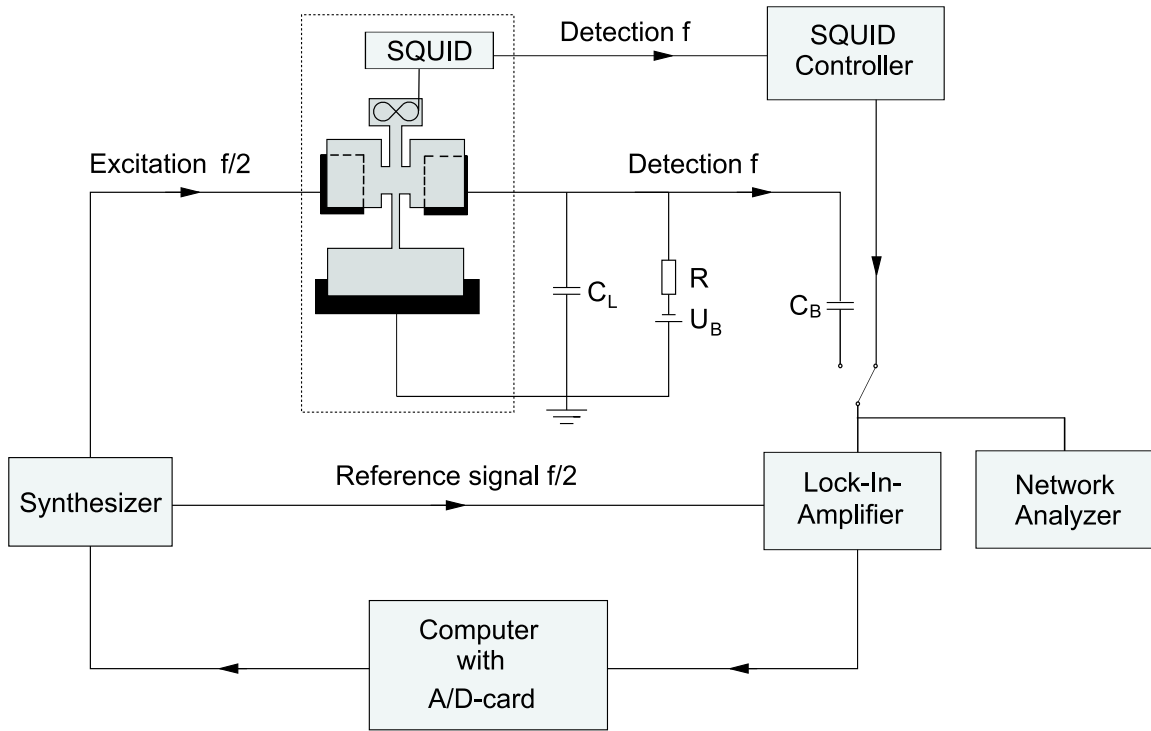 SQUID
Detection f
SQUID
Controller
Excitation f/2
Detection f
C_L
R
U_B
C_B
Synthesizer
Reference signal f/2
Lock-In-
Amplifier
Network
Analyzer
Computer
with
A/D-card